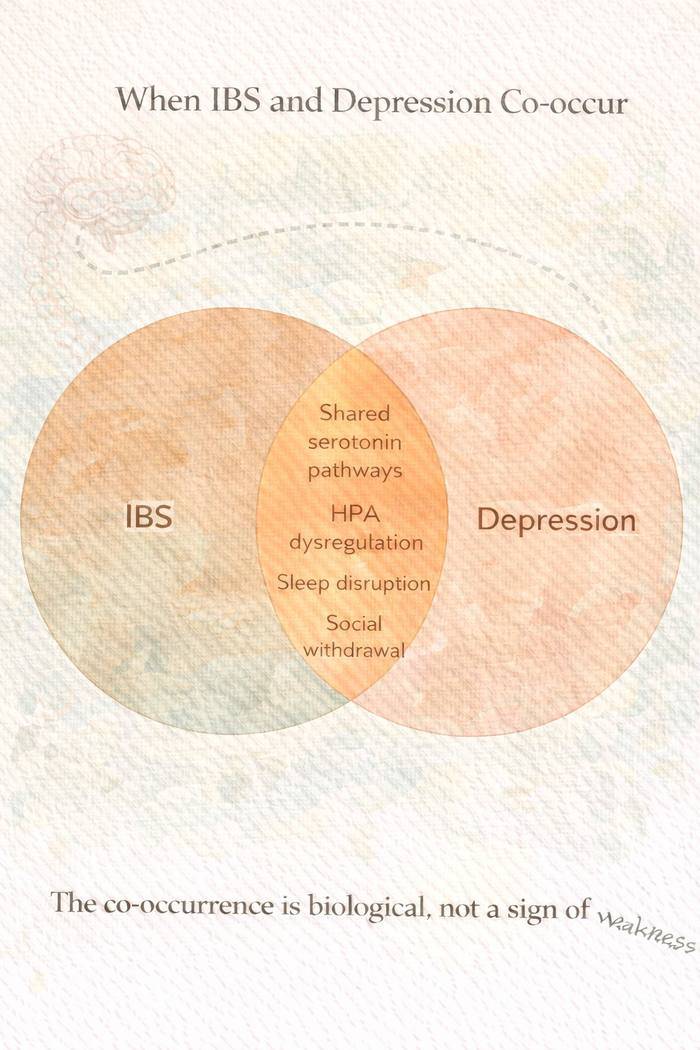 When IBS and Depression Co-occur
Shared
serotonin
pathways
HPA
dysregulation
Sleep disruption
Social
withdrawal
IBS
Depression
The co-occurrence is biological, not a sign of weakness